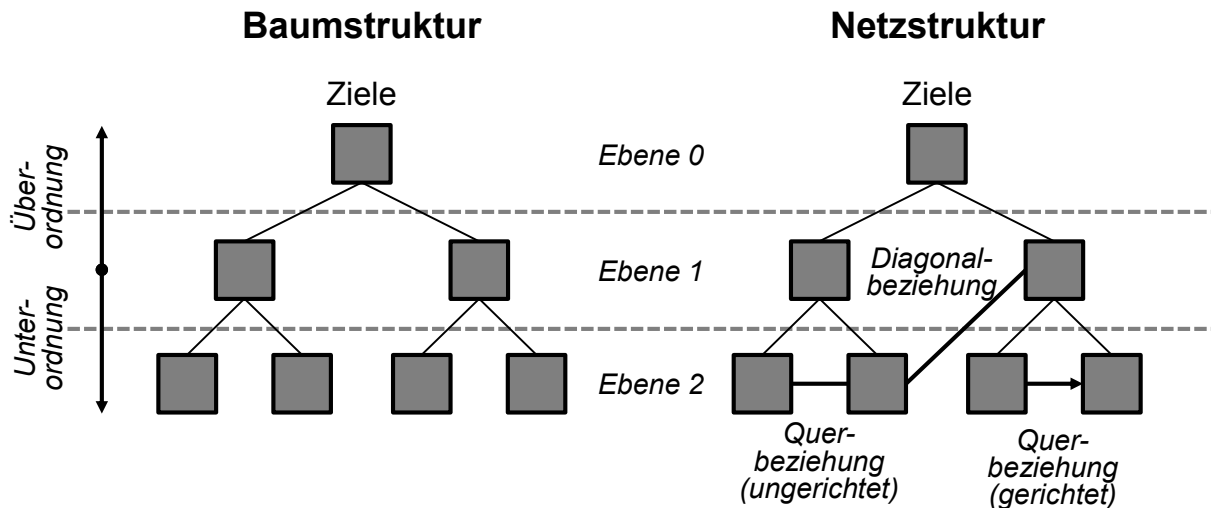 Baumstruktur
Netzstruktur
Ziele
Ziele
Über-
ordnung
Ebene 0
Unter-
ordnung
Ebene 1
Diagonal-
beziehung
Ebene 2
Quer-
beziehung
(ungerichtet)
Quer-
beziehung
(gerichtet)